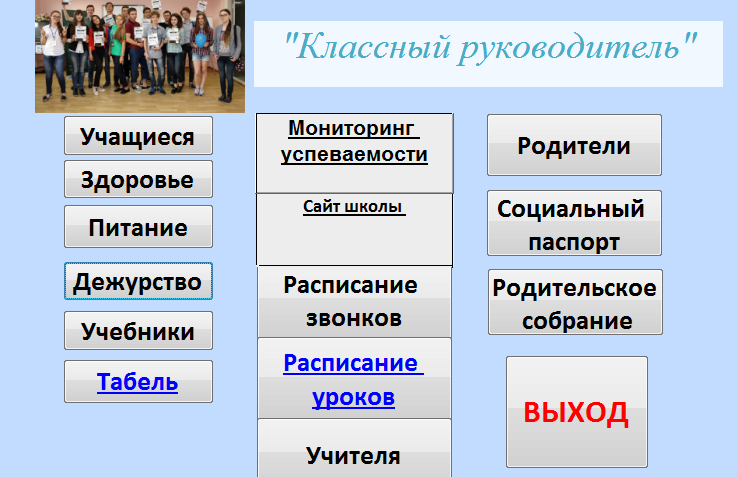 "Классный руководитель"
Учащиеся
Здоровье
Питание
Дежурство
Учебники
Табель
Мониторинг
успеваемости
Сайт школы
Расписание
звонков
Расписание
уроков
Учителя
Родители
Социальный
паспорт
Родительское
собрание
ВЫХОД